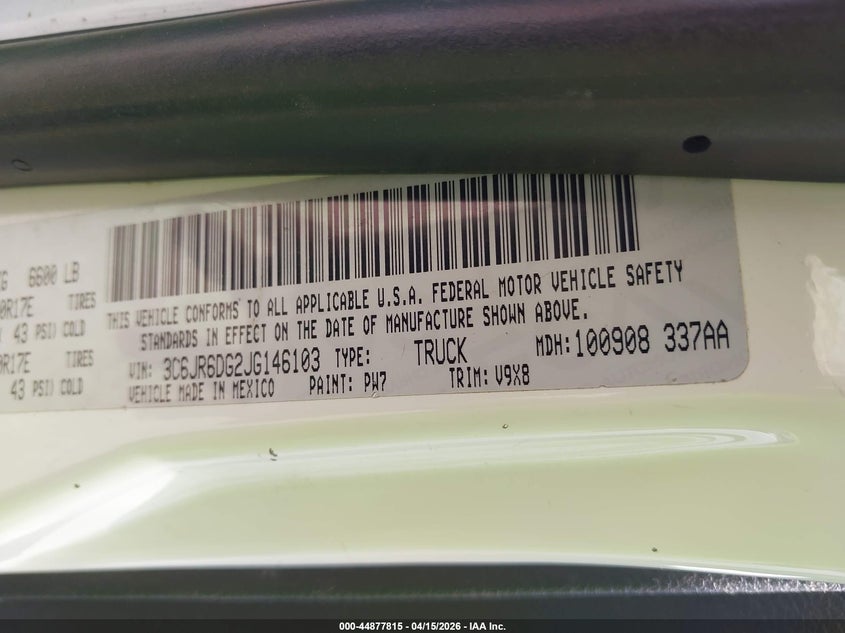 6600 LB
TIRES
43 PSI) COLD
TIRES
43 PSI) COLD
THIS VEHICLE CONFORMS TO ALL APPLICABLE U.S.A. FEDERAL MOTOR VEHICLE SAFETY
STANDARDS IN EFFECT ON THE DATE OF MANUFACTURE SHOWN ABOVE.
VIN: 3C6JR6DG2JG146103 TYPE: TRUCK MDH: 100908 337AA
VEHICLE MADE IN MEXICO PAINT: PW7 TRIM: V9X8
000-44877815 - 04/15/2026 - IAA Inc.